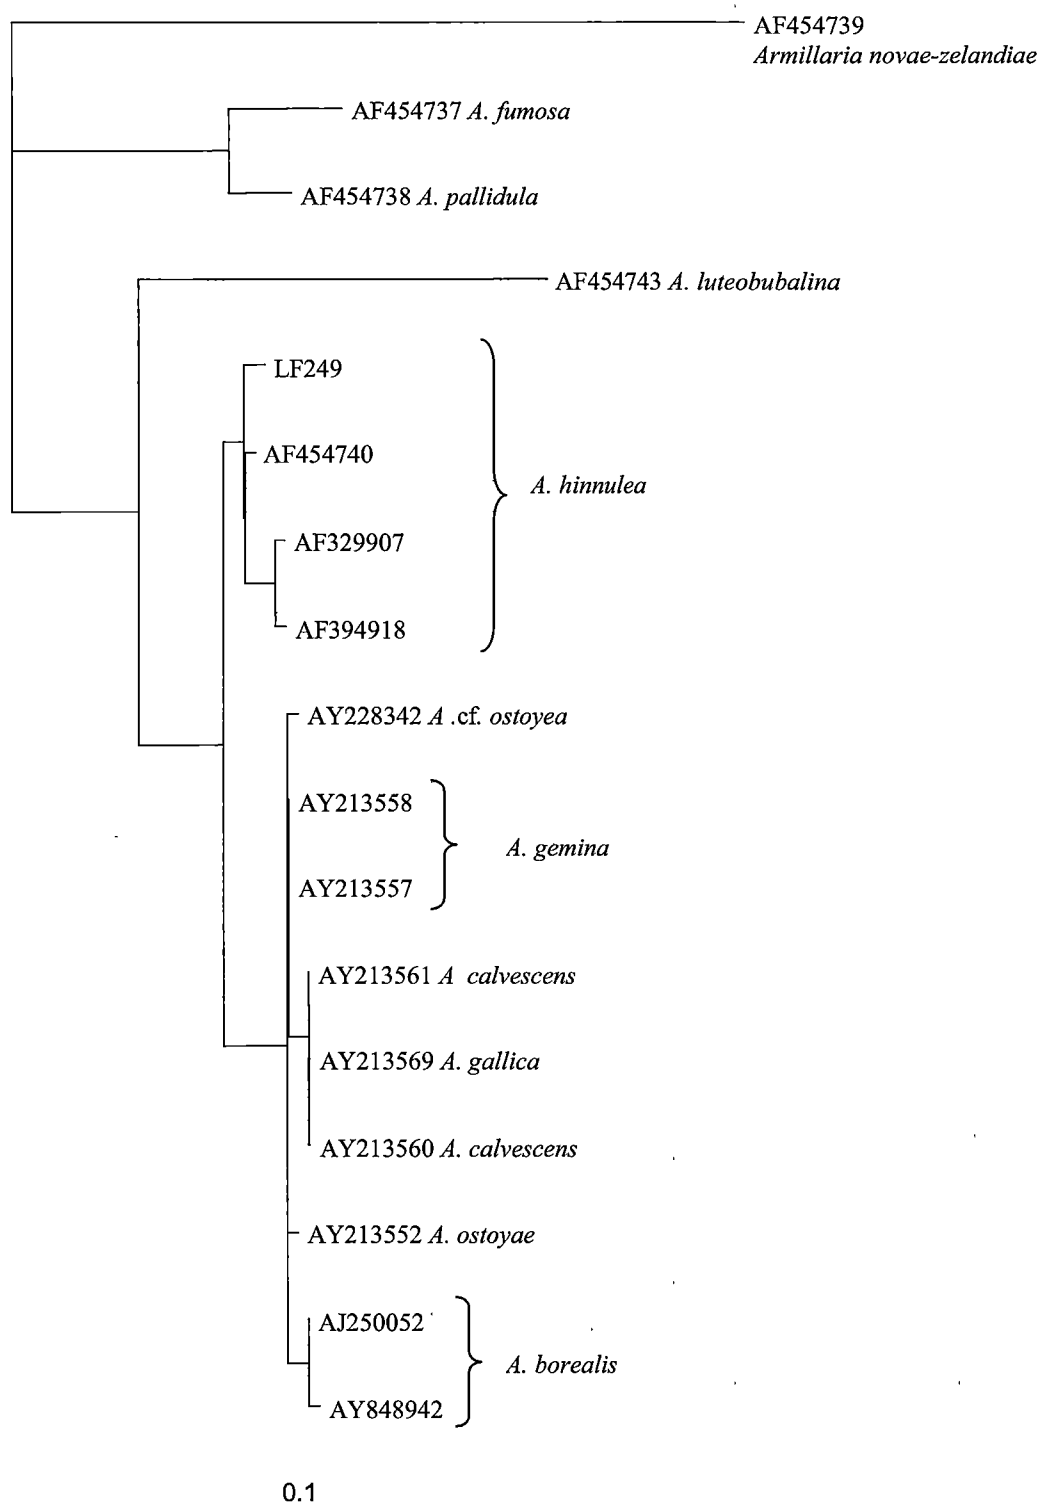 AF454739
Armillaria novae-zelandiae
AF454737 A. fumosa
AF454738 A. pallidula
AF454743 A. luteobubalina
LF249
AF454740
A. hinnulea
AF329907
AF394918
AY228342 A .cf. ostoyea
AY213558
A. gemina
AY213557
AY213561 A calvescens
AY213569 A. gallica
AY213560 A. calvescens
AY213552 A. ostoyae
AJ250052
A. borealis
AY848942
0.1